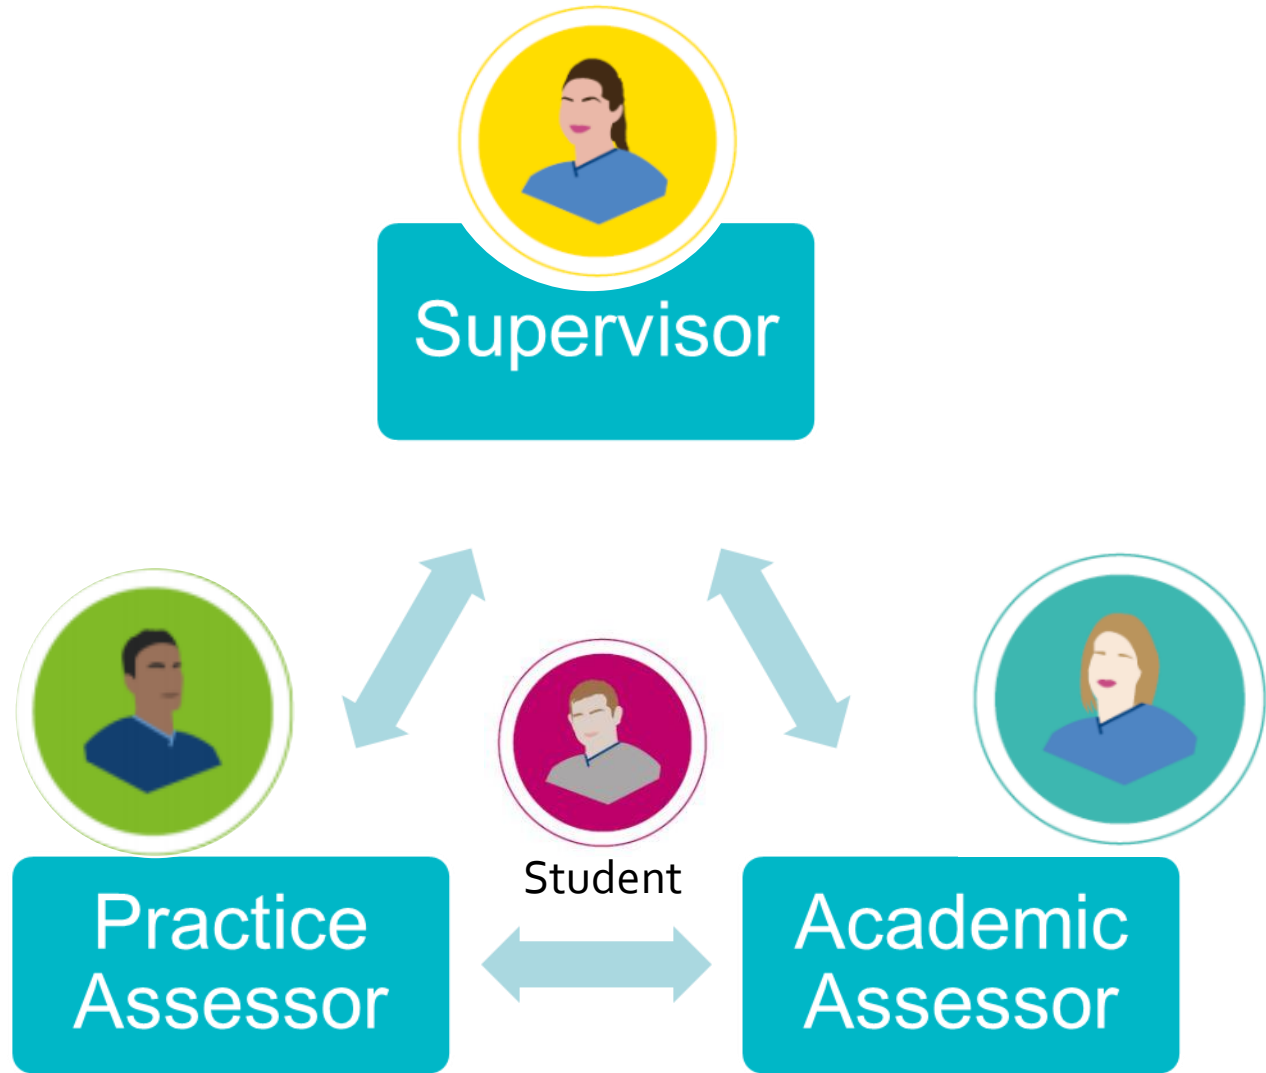 Supervisor
Student
Practice
Assessor
Academic
Assessor